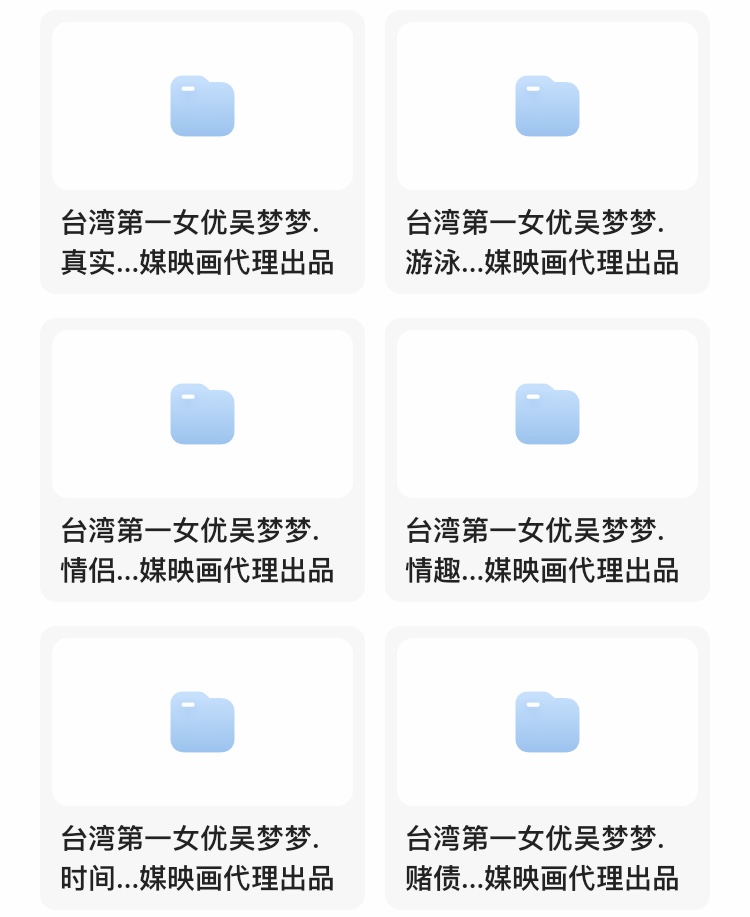 台湾第一女优吴梦梦.
真实...媒映画代理出品
台湾第一女优吴梦梦.
游泳...媒映画代理出品
台湾第一女优吴梦梦.
情侣...媒映画代理出品
台湾第一女优吴梦梦.
情趣...媒映画代理出品
台湾第一女优吴梦梦.
时间...媒映画代理出品
台湾第一女优吴梦梦.
赌债...媒映画代理出品